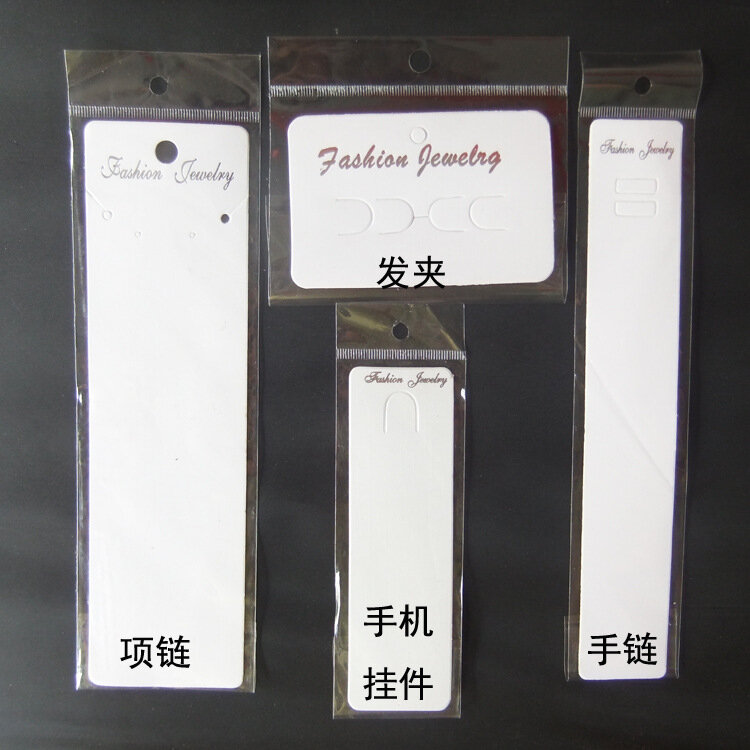 Fashion Jewelry
项链
Fashion Jewelrg
发夹
Fashion Jewelry
手机
挂件
Fashion Jewelry
手链